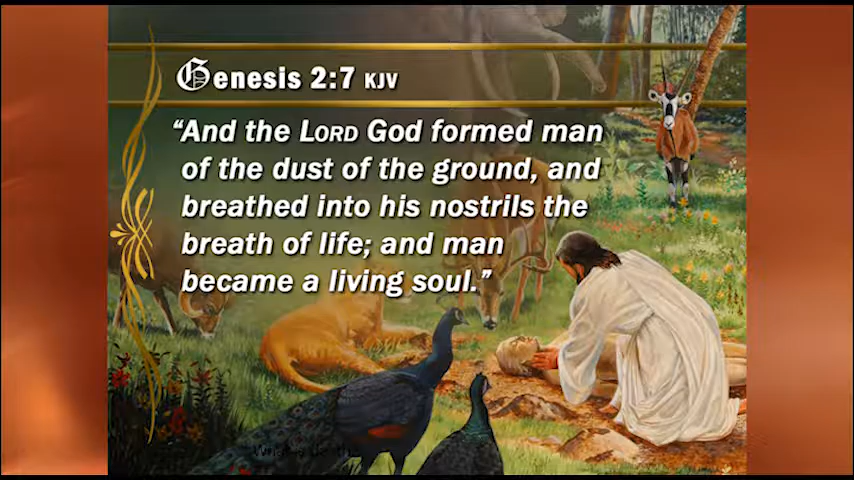 Genesis 2:7 KJV
“And the LORD God formed man
of the dust of the ground, and
breathed into his nostrils the
breath of life; and man
became a living soul.”